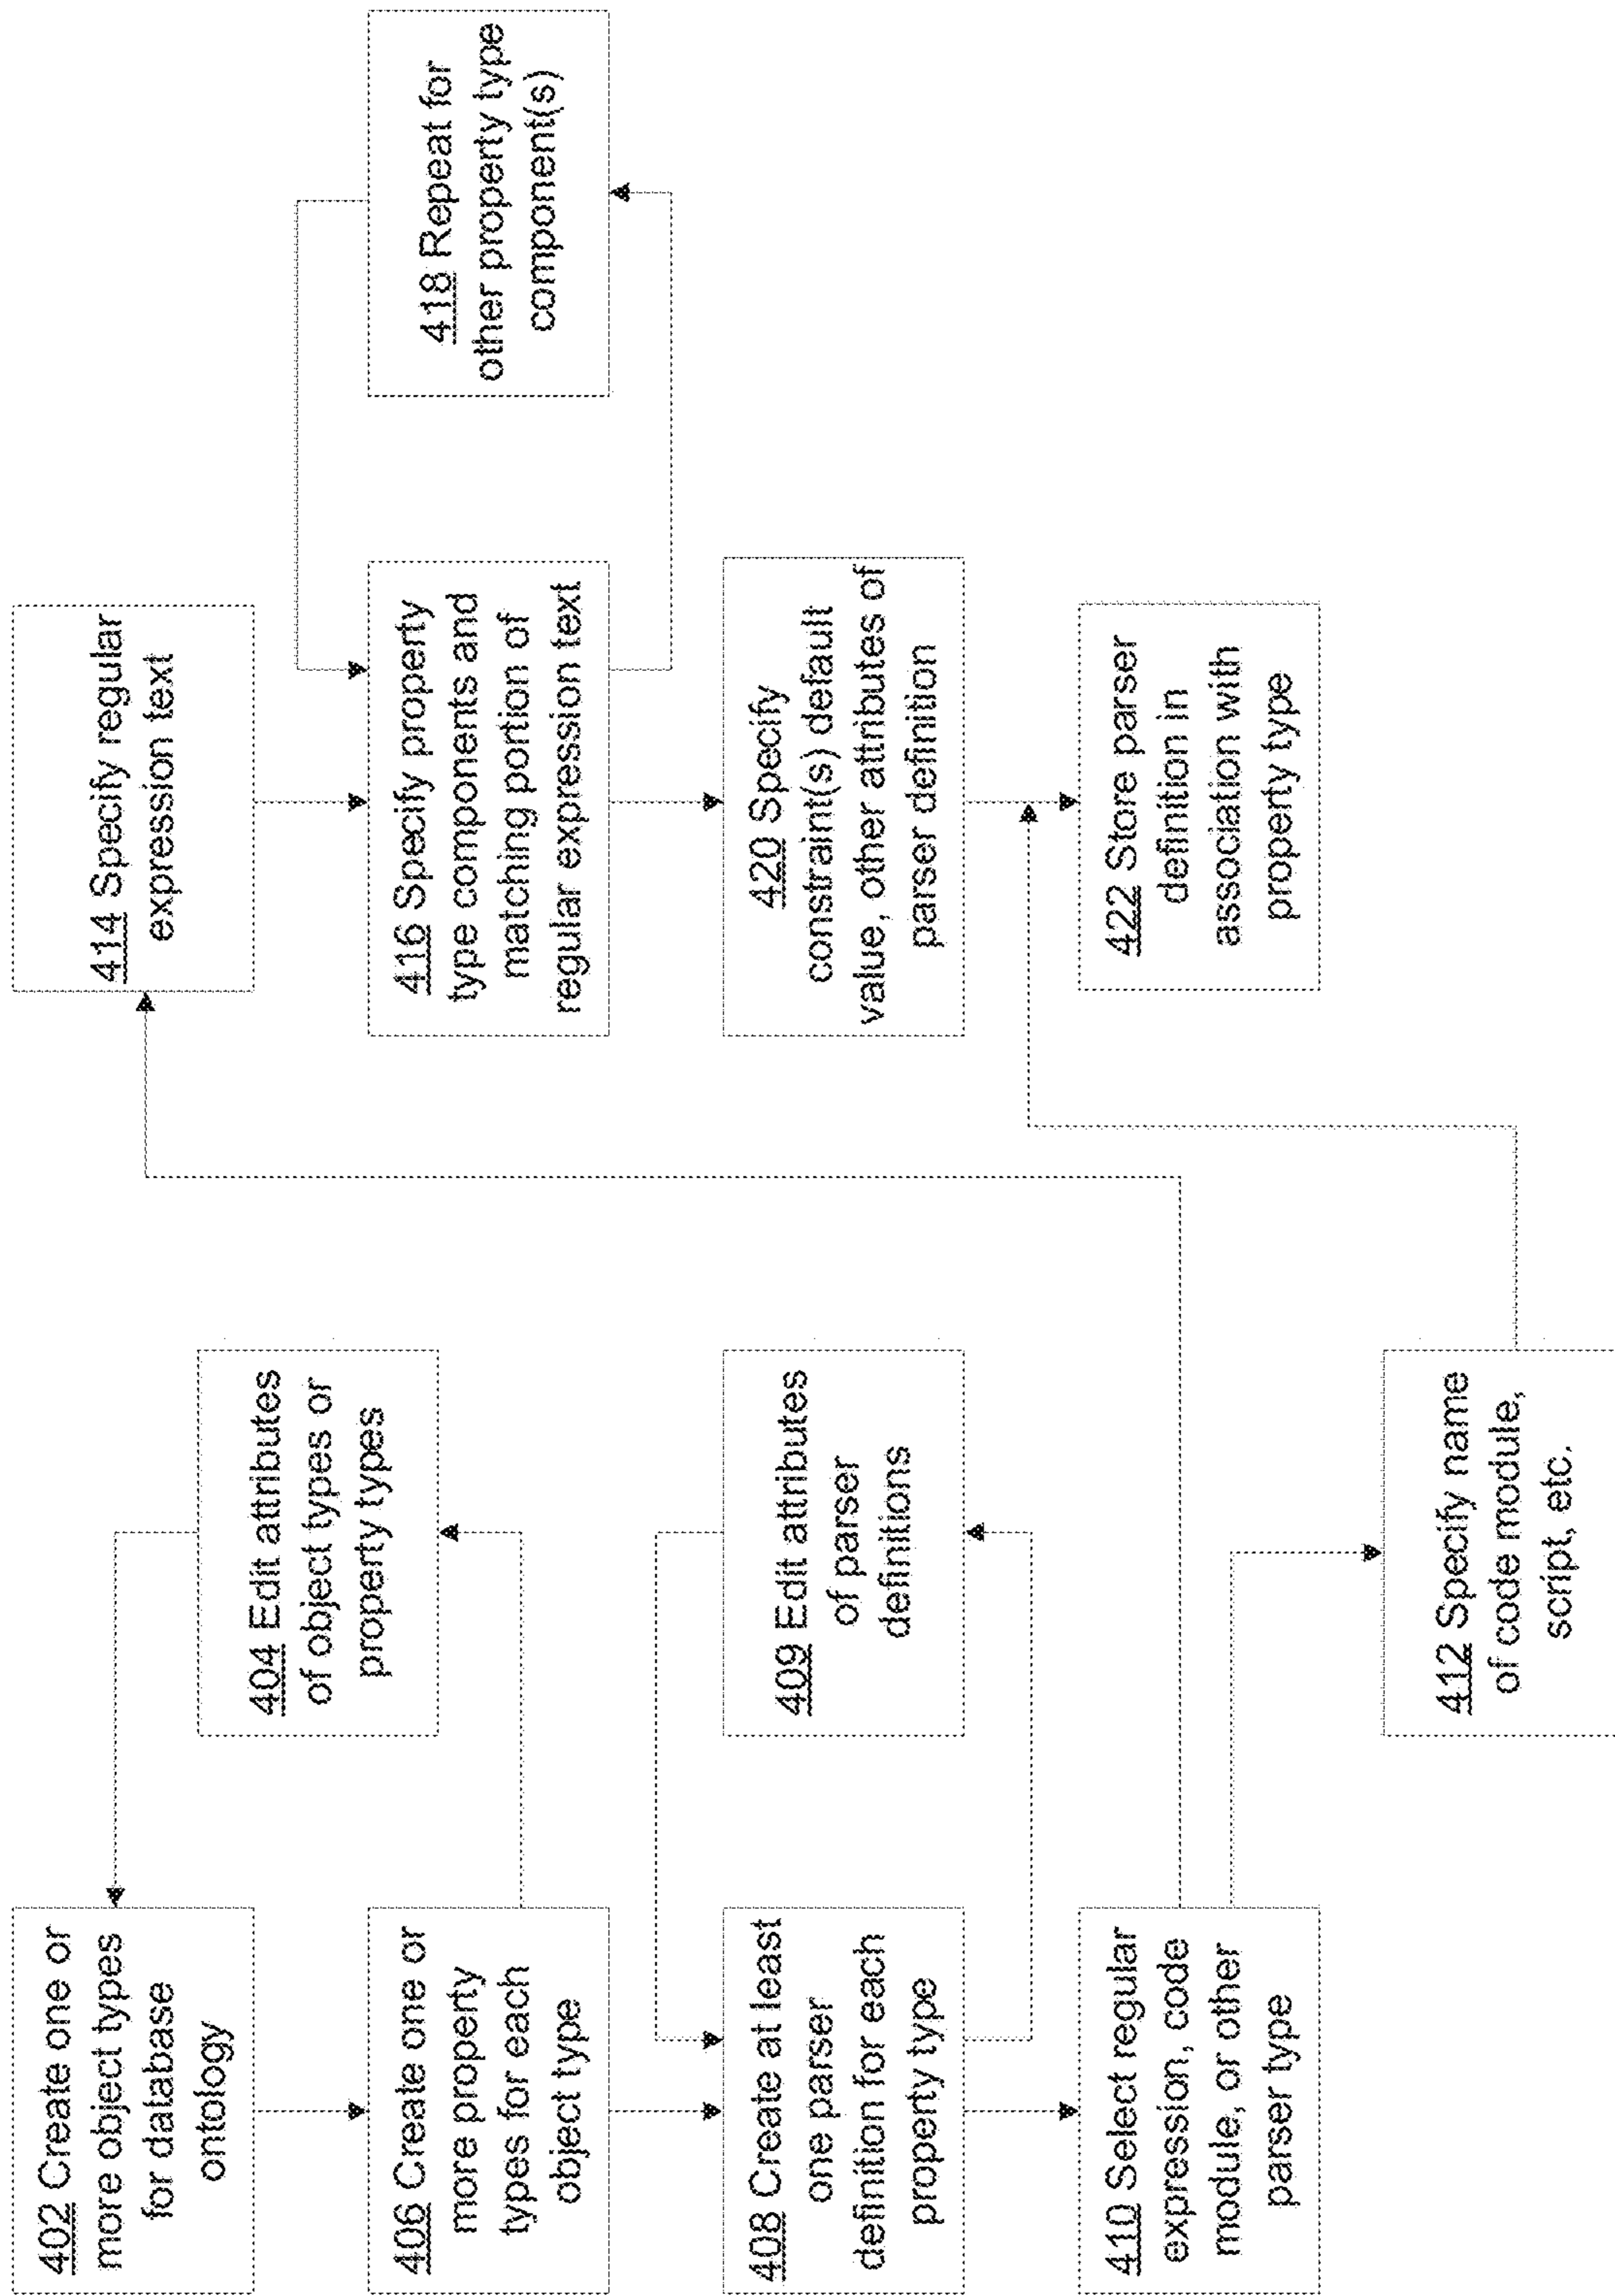 402 Create one or
more object types
for database
ontology
404 Edit attributes
of object types or
property types
406 Create one or
more property
types for each
object type
408 Create at least
one parser
definition for each
property type
409 Edit attributes
of parser
definitions
410 Select regular
expression, code
module, or other
parser type
412 Specify name
of code module,
script, etc.
414 Specify regular
expression text
416 Specify property
type components and
matching portion of
regular expression text
418 Repeat for
other property type
component(s)
420 Specify
constraint(s) default
value, other attributes of
parser definition
422 Store parser
definition in
association with
property type